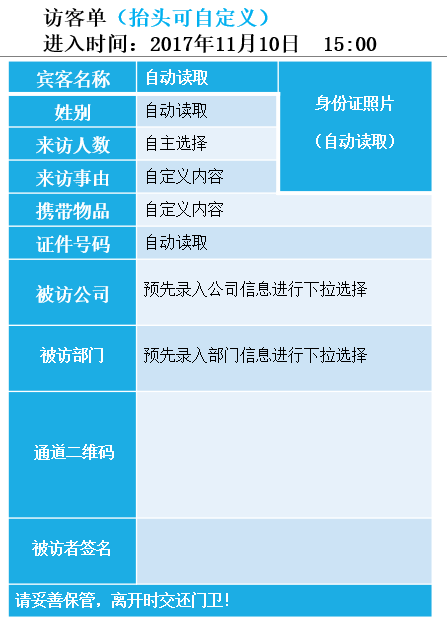 访客单（抬头可自定义）
进入时间：2017年11月10日 15:00
宾客名称 自动读取
身份证照片
（自动读取）
姓别 自动读取
来访人数 自主选择
来访事由 自定义内容
携带物品 自定义内容
证件号码 自动读取
被访公司 预先录入公司信息进行下拉选择
被访部门 预先录入部门信息进行下拉选择
通道二维码
被访者签名
请妥善保管，离开时交还门卫！